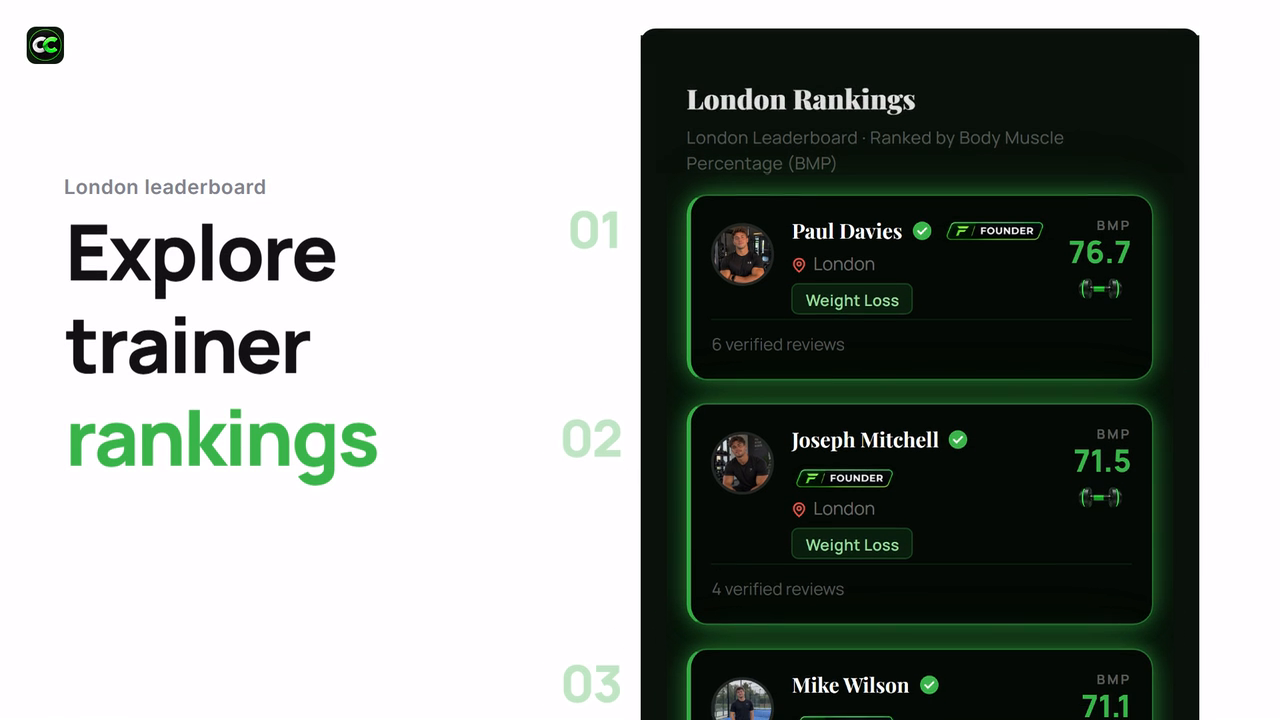 CC
London leaderboard
Explore
trainer
rankings
London Rankings
London Leaderboard · Ranked by Body Muscle
Percentage (BMP)
01
Paul Davies
F / FOUNDER
BMP
76.7
London
Weight Loss
6 verified reviews
02
Joseph Mitchell
BMP
71.5
F / FOUNDER
London
Weight Loss
4 verified reviews
03
Mike Wilson
BMP
71.1